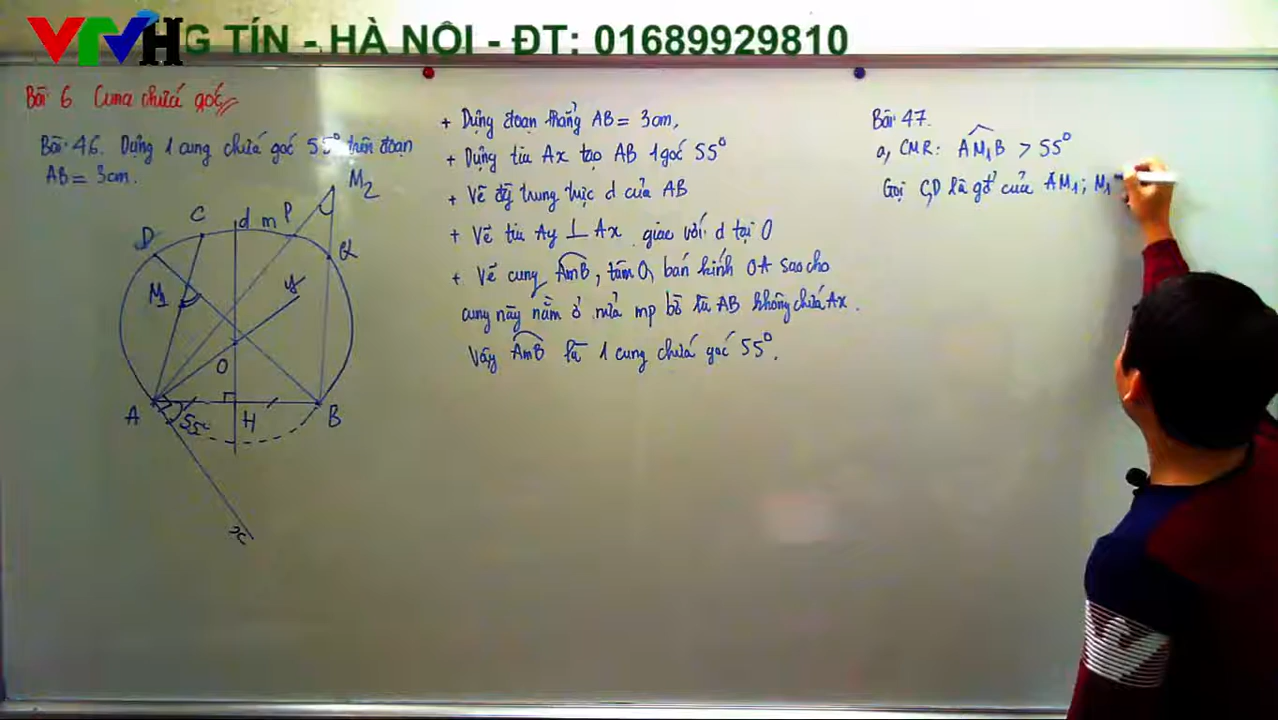 VTVH
G TÍN - HÀ NỘI - ĐT: 01689929810
Bài 6. Cung chứa góc
Bài 46. Dựng 1 cung chứa góc 55° trên đoạn
AB = 3cm.
M2
C
d
m
P
D
Q
M1
y
O
A
55°
H
B
x
+ Dựng đoạn thẳng AB = 3cm,
+ Dựng tia Ax tạo AB 1 góc 55°
+ Vẽ đg trung trực d của AB
+ Vẽ tia Ay ⊥ Ax giao với d tại O
+ Vẽ cung AmB, tâm O, bán kính OA sao cho
cung này nằm ở nửa mp bờ là AB không chứa Ax.
Vậy AmB là 1 cung chứa góc 55°.
Bài 47.
a, CMR: AM1B > 55°
Gọi C,D là gđ của AM1; M1